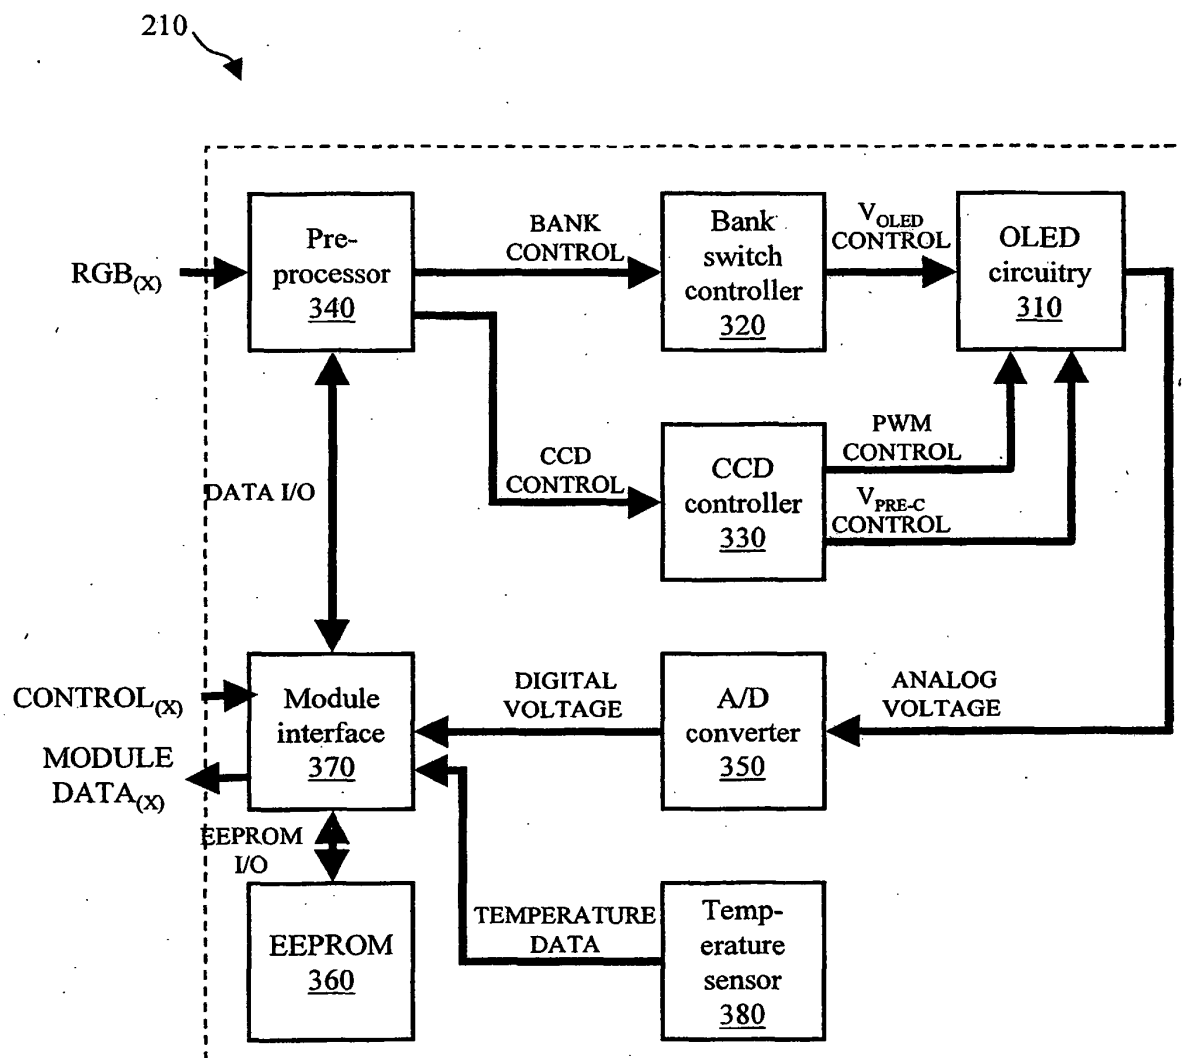 210
RGB(X)
Pre-
processor
340
BANK
CONTROL
Bank
switch
controller
320
VOLED
CONTROL
OLED
circuitry
310
DATA I/O
CCD
CONTROL
CCD
controller
330
PWM
CONTROL
VPRE-C
CONTROL
CONTROL(X)
MODULE
DATA(X)
Module
interface
370
DIGITAL
VOLTAGE
A/D
converter
350
ANALOG
VOLTAGE
EEPROM
I/O
EEPROM
360
TEMPERATURE
DATA
Temp-
erature
sensor
380